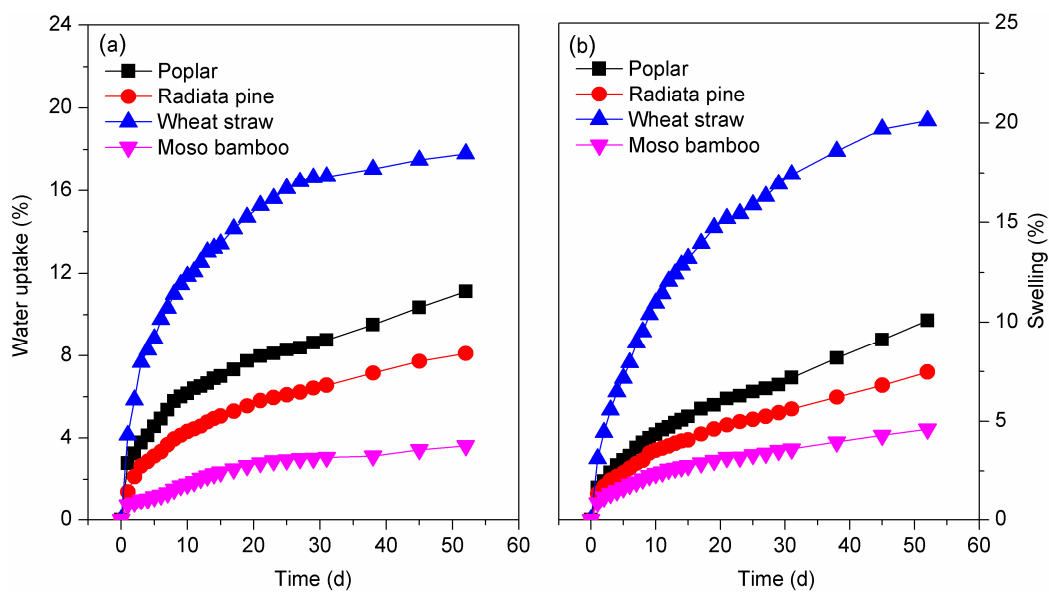 (a)
Poplar
Radiata pine
Wheat straw
Moso bamboo
24
20
16
12
8
4
0
Water uptake (%)
0 10 20 30 40 50 60
Time (d)
(b)
Poplar
Radiata pine
Wheat straw
Moso bamboo
25
20
15
10
5
0
Swelling (%)
0 10 20 30 40 50 60
Time (d)